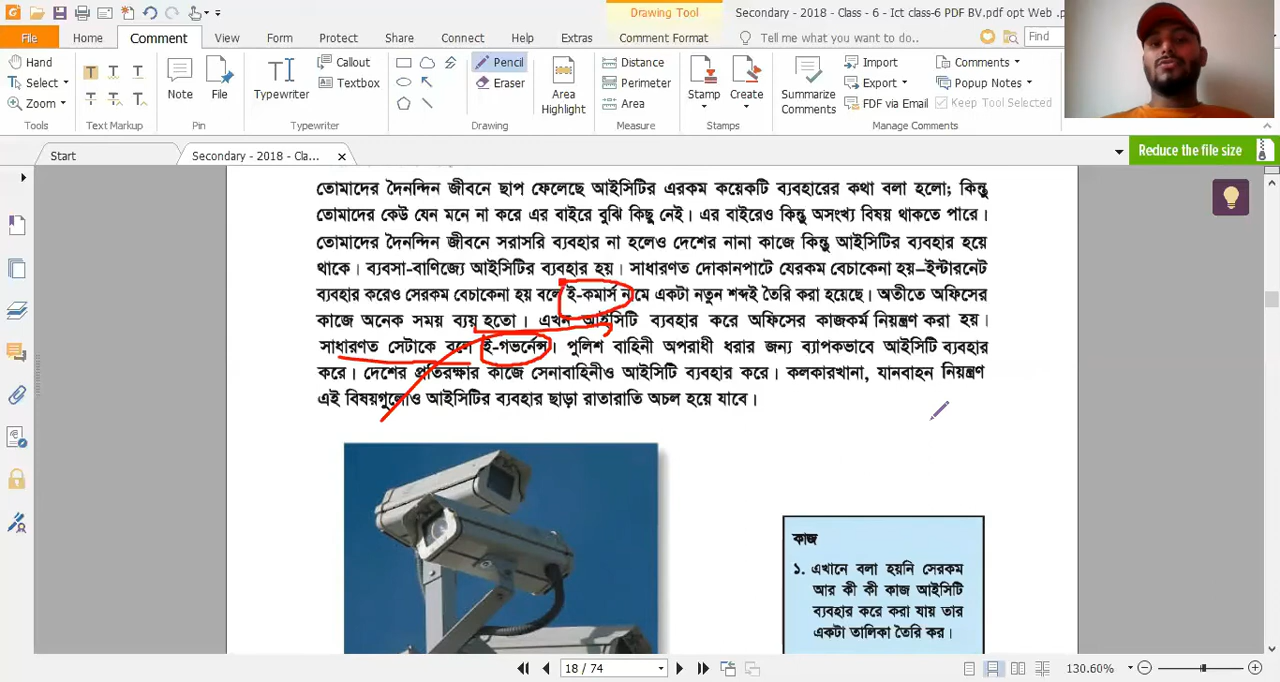 Drawing Tool
Secondary - 2018 - Class - 6 - Ict class-6 PDF BV.pdf opt Web .p
File Home Comment View Form Protect Share Connect Help Extras Comment Format Tell me what you want to do.. Find
Hand
Select
Zoom
Tools
Text Markup
Note File
Pin
Typewriter
Callout
Textbox
Typewriter
Pencil
Eraser
Drawing
Area Highlight
Distance
Perimeter
Area
Measure
Stamp Create
Stamps
Summarize Comments
Import
Export
FDF via Email
Comments
Popup Notes
Keep Tool Selected
Manage Comments
Start Secondary - 2018 - Cla...
Reduce the file size
তোমাদের দৈনন্দিন জীবনে ছাপ ফেলেছে আইসিটির এরকম কয়েকটি ব্যবহারের কথা বলা হলো; কিন্তু
তোমাদের কেউ যেন মনে না করে এর বাইরে বুঝি কিছু নেই। এর বাইরেও কিন্তু অসংখ্য বিষয় থাকতে পারে।
তোমাদের দৈনন্দিন জীবনে সরাসরি ব্যবহার না হলেও দেশের নানা কাজে কিন্তু আইসিটির ব্যবহার হয়ে
থাকে। ব্যবসা-বাণিজ্যে আইসিটির ব্যবহার হয়। সাধারণত দোকানপাটে যেরকম বেচাকেনা হয়–ইন্টারনেট
ব্যবহার করেও সেরকম বেচাকেনা হয় বলে ই-কমার্স নামে একটা নতুন শব্দই তৈরি করা হয়েছে। অতীতে অফিসের
কাজে অনেক সময় ব্যয় হতো। এখন আইসিটি ব্যবহার করে অফিসের কাজকর্ম নিয়ন্ত্রণ করা হয়।
সাধারণত সেটাকে বলে ই-গভর্নেন্স। পুলিশ বাহিনী অপরাধী ধরার জন্য ব্যাপকভাবে আইসিটি ব্যবহার
করে। দেশের প্রতিরক্ষার কাজে সেনাবাহিনীও আইসিটি ব্যবহার করে। কলকারখানা, যানবাহন নিয়ন্ত্রণ
এই বিষয়গুলোও আইসিটির ব্যবহার ছাড়া রাতারাতি অচল হয়ে যাবে।
কাজ
১. এখানে বলা হয়নি সেরকম
আর কী কী কাজ আইসিটি
ব্যবহার করে করা যায় তার
একটা তালিকা তৈরি কর।
18 / 74
130.60%